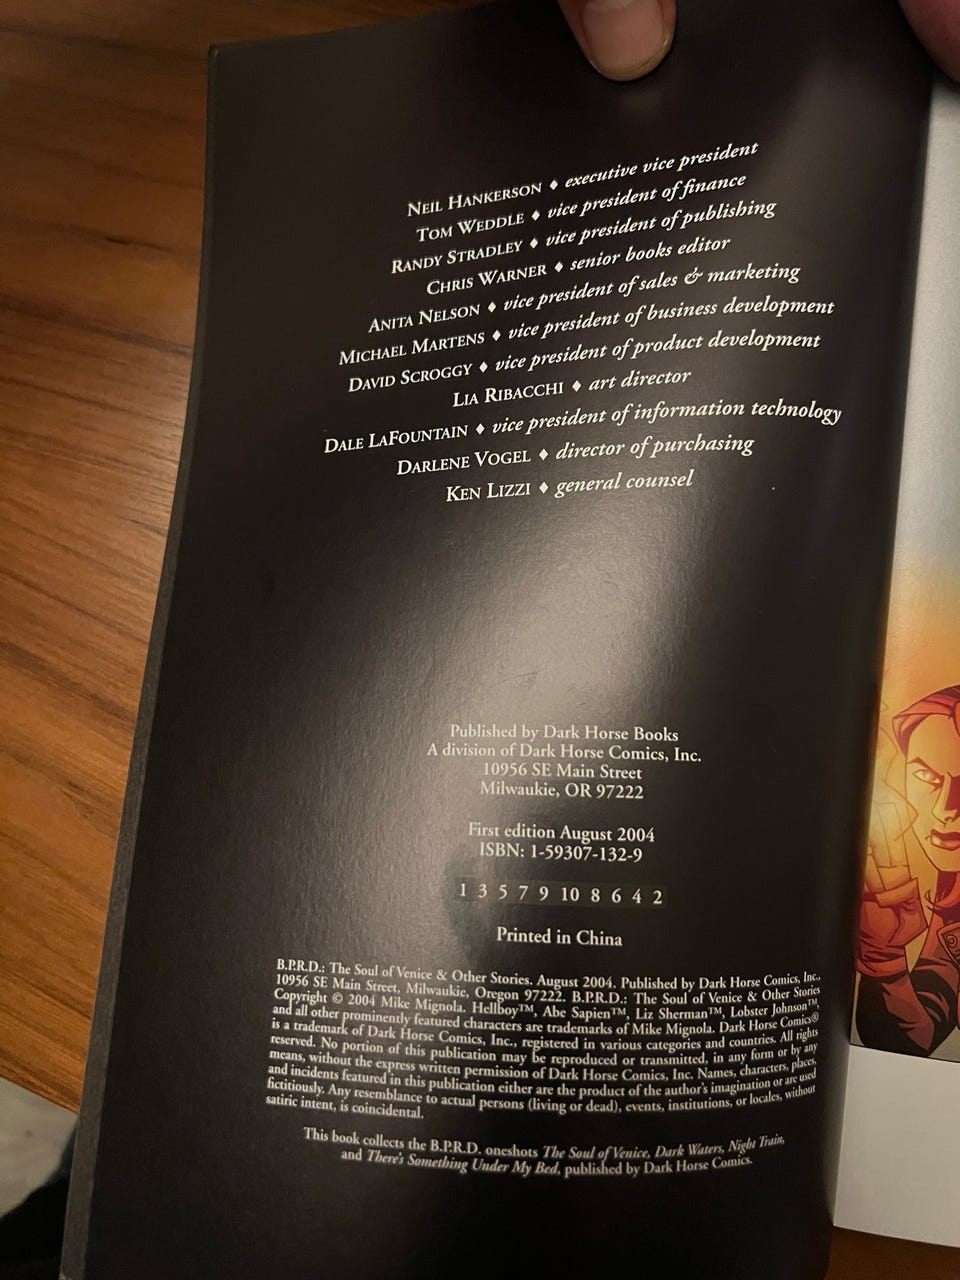 NEIL HANKERSON ♦ executive vice president
TOM WEDDLE ♦ vice president of finance
RANDY STRADLEY ♦ vice president of publishing
CHRIS WARNER ♦ senior books editor
ANITA NELSON ♦ vice president of sales & marketing
MICHAEL MARTENS ♦ vice president of business development
DAVID SCROGGY ♦ vice president of product development
LIA RIBACCHI ♦ art director
DALE LAFOUNTAIN ♦ vice president of information technology
DARLENE VOGEL ♦ director of purchasing
KEN LIZZI ♦ general counsel
Published by Dark Horse Books
A division of Dark Horse Comics, Inc.
10956 SE Main Street
Milwaukie, OR 97222
First edition August 2004
ISBN: 1-59307-132-9
1 3 5 7 9 10 8 6 4 2
Printed in China
B.P.R.D.: The Soul of Venice & Other Stories. August 2004. Published by Dark Horse Comics, Inc.,
10956 SE Main Street, Milwaukie, Oregon 97222. B.P.R.D.: The Soul of Venice & Other Stories
Copyright © 2004 Mike Mignola. Hellboy™, Abe Sapien™, Liz Sherman™, Lobster Johnson™,
and all other prominently featured characters are trademarks of Mike Mignola. Dark Horse Comics®
is a trademark of Dark Horse Comics, Inc., registered in various categories and countries. All rights
reserved. No portion of this publication may be reproduced or transmitted, in any form or by any
means, without the express written permission of Dark Horse Comics, Inc. Names, characters, places,
and incidents featured in this publication either are the product of the author's imagination or are used
fictitiously. Any resemblance to actual persons (living or dead), events, institutions, or locales, without
satiric intent, is coincidental.
This book collects the B.P.R.D. oneshots The Soul of Venice, Dark Waters, Night Train,
and There's Something Under My Bed, published by Dark Horse Comics.